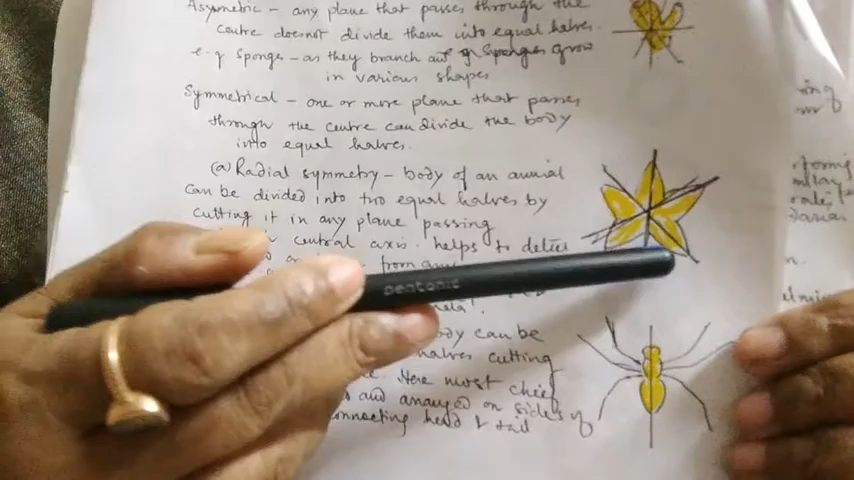 Asymetric - any plane that passes through the
centre doesnot divide them into equal halves.
e.g Sponge - as they branch out Sponges grow
in various shapes
Symmetrical - one or more plane that passes
through the centre can divide the body
into equal halves.
(a) Radial symmetry - body of an animal
can be divided into two equal halves by
cutting it in any plane passing
central axis. helps to detect
from any
pentonic
body can be
halves cutting
Here most
and arranged on sides of
connecting head & tail